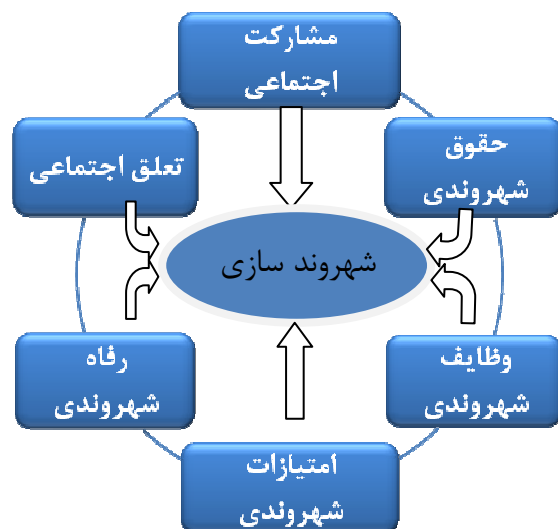 مشارکت
اجتماعی
حقوق
شهروندی
تعلق اجتماعی
شهروند سازی
وظایف
شهروندی
رفاه
شهروندی
امتیازات
شهروندی